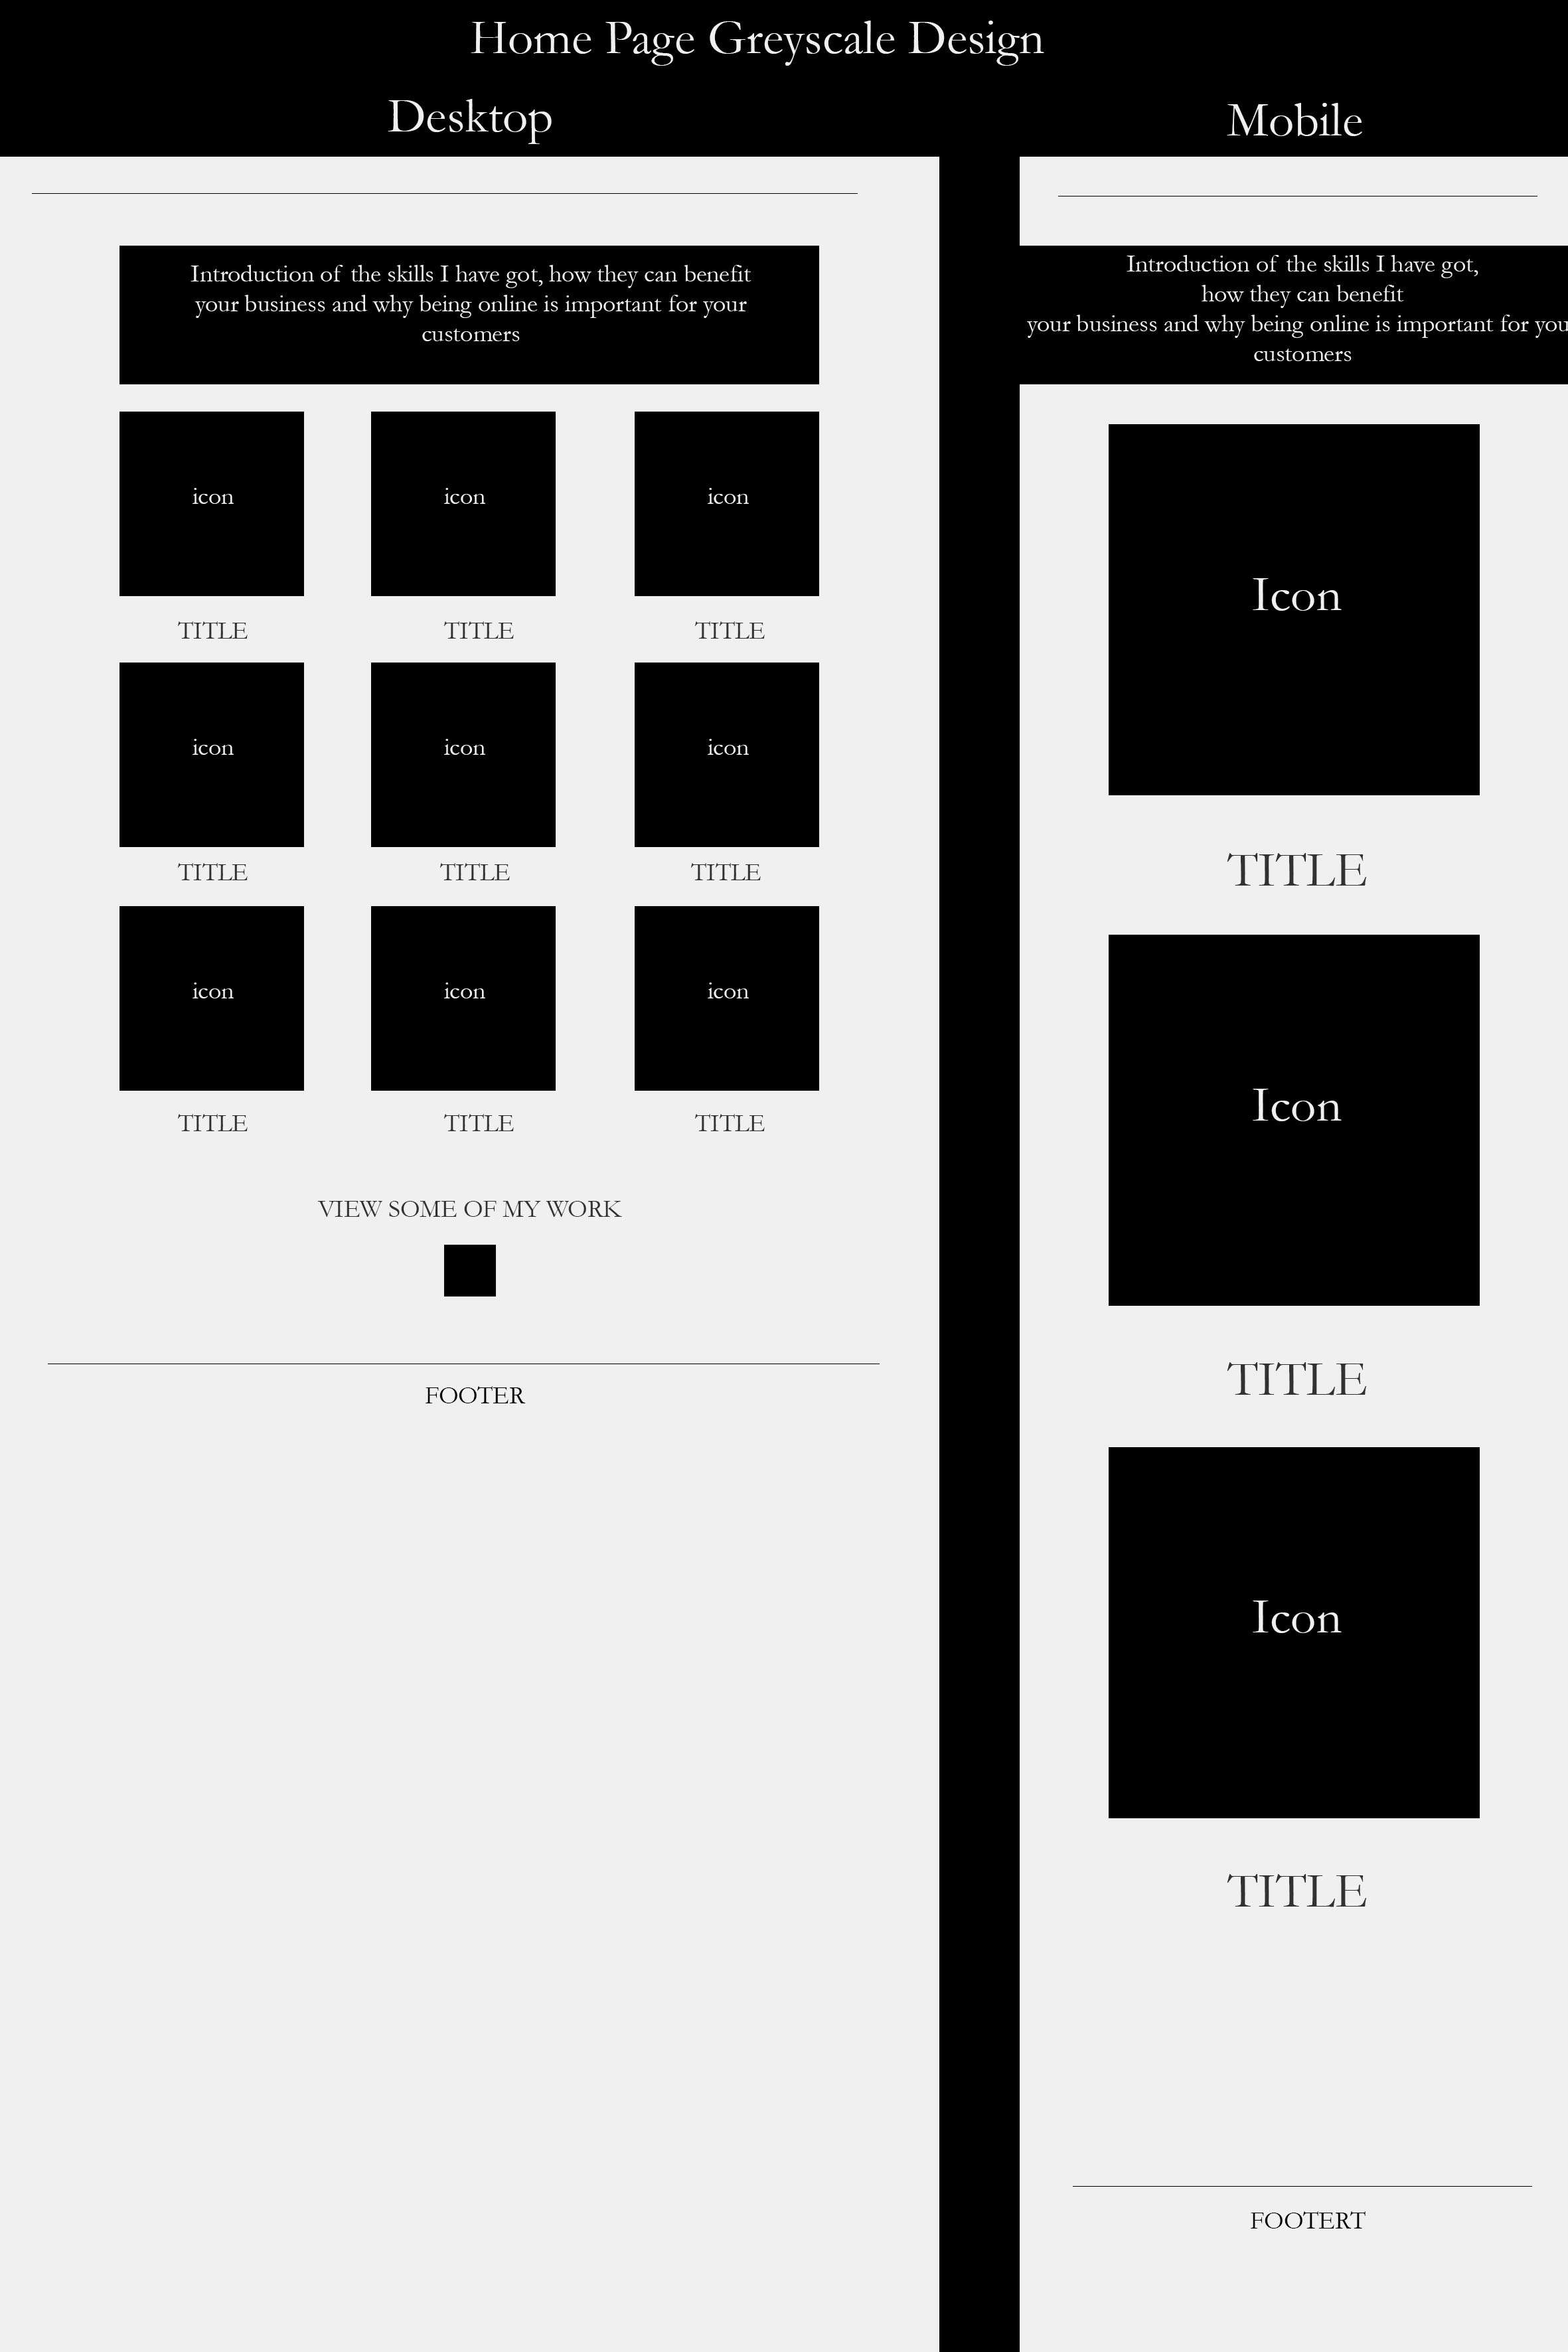 Home Page Greyscale Design
Desktop
Introduction of the skills I have got, how they can benefit
your business and why being online is important for your
customers
icon
icon
icon
TITLE
TITLE
TITLE
icon
icon
icon
TITLE
TITLE
TITLE
icon
icon
icon
TITLE
TITLE
TITLE
VIEW SOME OF MY WORK
FOOTER
Mobile
Introduction of the skills I have got,
how they can benefit
your business and why being online is important for you
customers
Icon
TITLE
Icon
TITLE
Icon
TITLE
FOOTERT